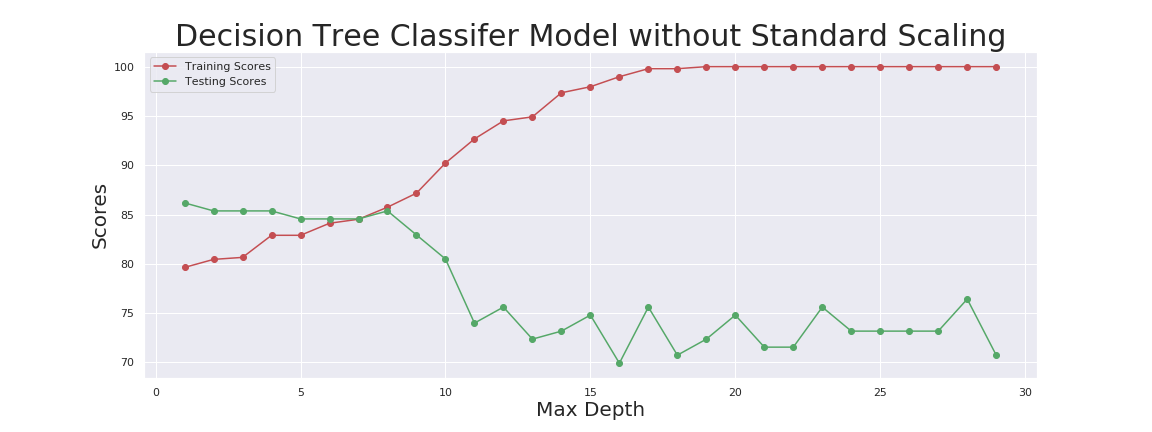 Decision Tree Classifer Model without Standard Scaling
Training Scores
Testing Scores
100
95
90
85
80
75
70
Scores
0 5 10 15 20 25 30
Max Depth